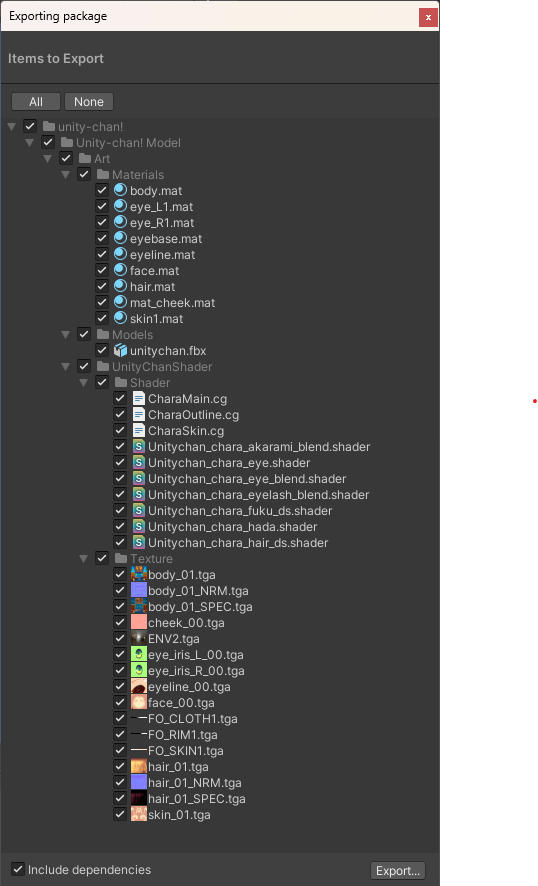 Exporting package
x
Items to Export
All None
unity-chan!
Unity-chan! Model
Art
Materials
body.mat
eye_L1.mat
eye_R1.mat
eyebase.mat
eyeline.mat
face.mat
hair.mat
mat_cheek.mat
skin1.mat
Models
unitychan.fbx
UnityChanShader
Shader
CharaMain.cg
CharaOutline.cg
CharaSkin.cg
Unitychan_chara_akarami_blend.shader
Unitychan_chara_eye.shader
Unitychan_chara_eye_blend.shader
Unitychan_chara_eyelash_blend.shader
Unitychan_chara_fuku_ds.shader
Unitychan_chara_hada.shader
Unitychan_chara_hair_ds.shader
Texture
body_01.tga
body_01_NRM.tga
body_01_SPEC.tga
cheek_00.tga
ENV2.tga
eye_iris_L_00.tga
eye_iris_R_00.tga
eyeline_00.tga
face_00.tga
FO_CLOTH1.tga
FO_RIM1.tga
FO_SKIN1.tga
hair_01.tga
hair_01_NRM.tga
hair_01_SPEC.tga
skin_01.tga
Include dependencies Export...